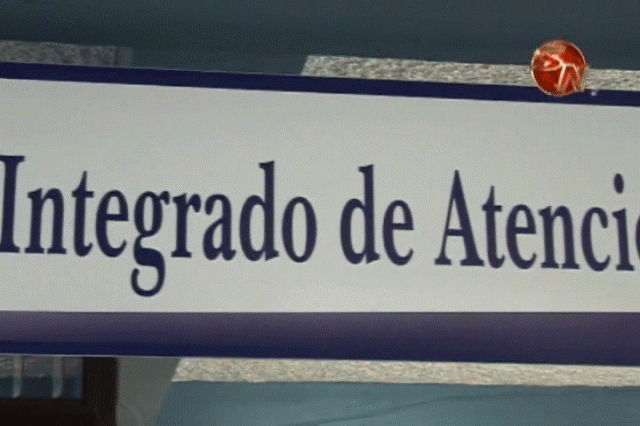 Integrado de Atenci